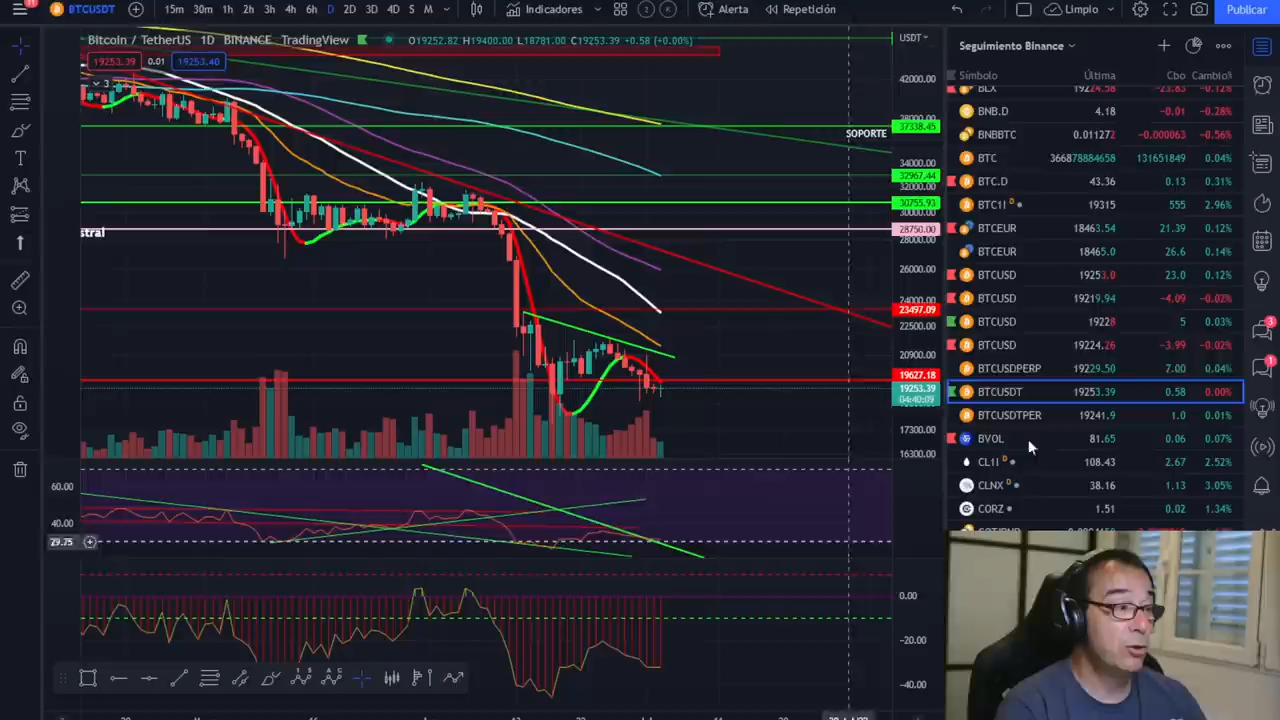 11 BTCUSDT 15m 30m 1h 2h 3h 4h 6h D 2D 3D 4D S M Indicadores Alerta Repetición Limpio Publicar
Bitcoin / TetherUS 1D BINANCE TradingView O19252.82 H19400.00 L18781.00 C19253.39 +0.58 (+0.00%)
19253.39 0.01 19253.40
3
USDT
42000.00
37338.45
SOPORTE
34000.00
32967.44
32000.00
30755.93
30000.00
28750.00
28000.00
26000.00
24000.00
23497.09
22500.00
20900.00
19627.18
19253.39
04:40:09
17300.00
16300.00
stral
60.00
40.00
29.75
0.00
−20.00
−40.00
Seguimiento Binance
Símbolo Última Cbo Cambio%
BLX 19224.58 -23.83 -0.12%
BNB.D 4.18 -0.01 -0.28%
BNBBTC 0.011272 -0.000063 -0.56%
BTC 366878884658 131651849 0.04%
BTC.D 43.36 0.13 0.31%
BTC1! D 19315 555 2.96%
BTCEUR 18463.54 21.39 0.12%
BTCEUR 18465.0 26.6 0.14%
BTCUSD 19253.0 23.0 0.12%
BTCUSD 19219.94 -4.09 -0.02%
BTCUSD 19228 5 0.03%
BTCUSD 19224.26 -3.99 -0.02%
BTCUSDPERP 19229.50 7.00 0.04%
BTCUSDT 19253.39 0.58 0.00%
BTCUSDTPER 19241.9 1.0 0.01%
BVOL 81.65 0.06 0.07%
CL1! D 108.43 2.67 2.52%
CLNX D 38.16 1.13 3.05%
CORZ 1.51 0.02 1.34%
3
1